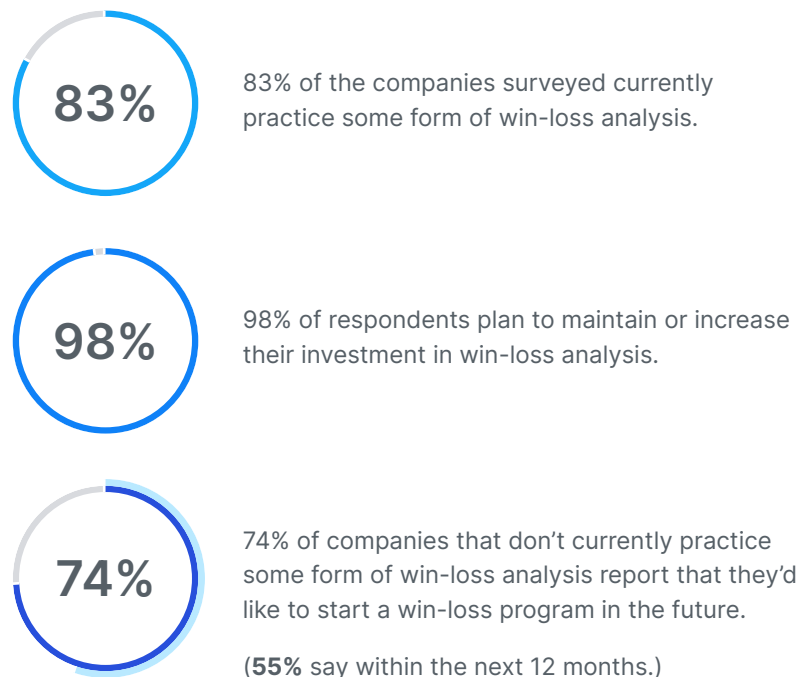 83%
83% of the companies surveyed currently
practice some form of win-loss analysis.
98%
98% of respondents plan to maintain or increase
their investment in win-loss analysis.
74%
74% of companies that don’t currently practice
some form of win-loss analysis report that they’d
like to start a win-loss program in the future.
(55% say within the next 12 months.)